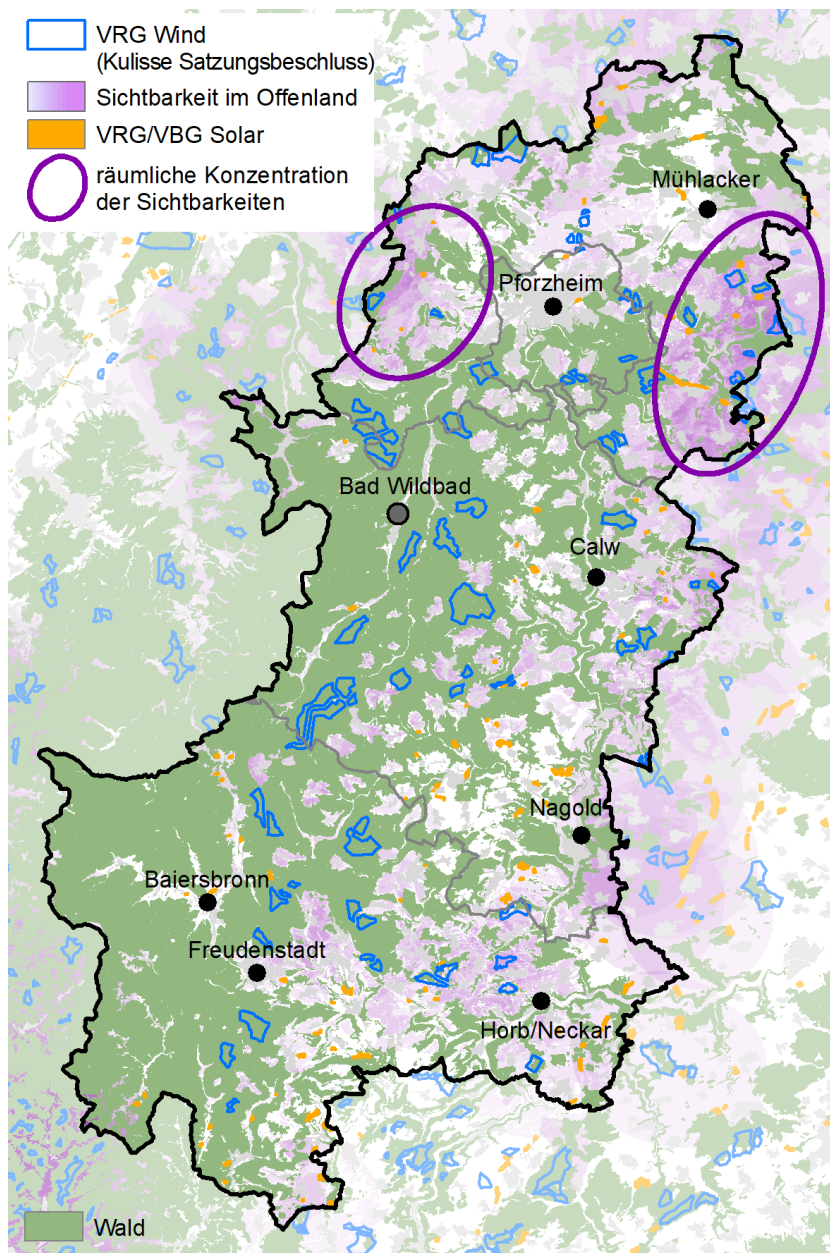 VRG Wind
(Kulisse Satzungsbeschluss)
Sichtbarkeit im Offenland
VRG/VBG Solar
räumliche Konzentration
der Sichtbarkeiten
Mühlacker
Pforzheim
Bad Wildbad
Calw
Nagold
Baiersbronn
Freudenstadt
Horb/Neckar
Wald